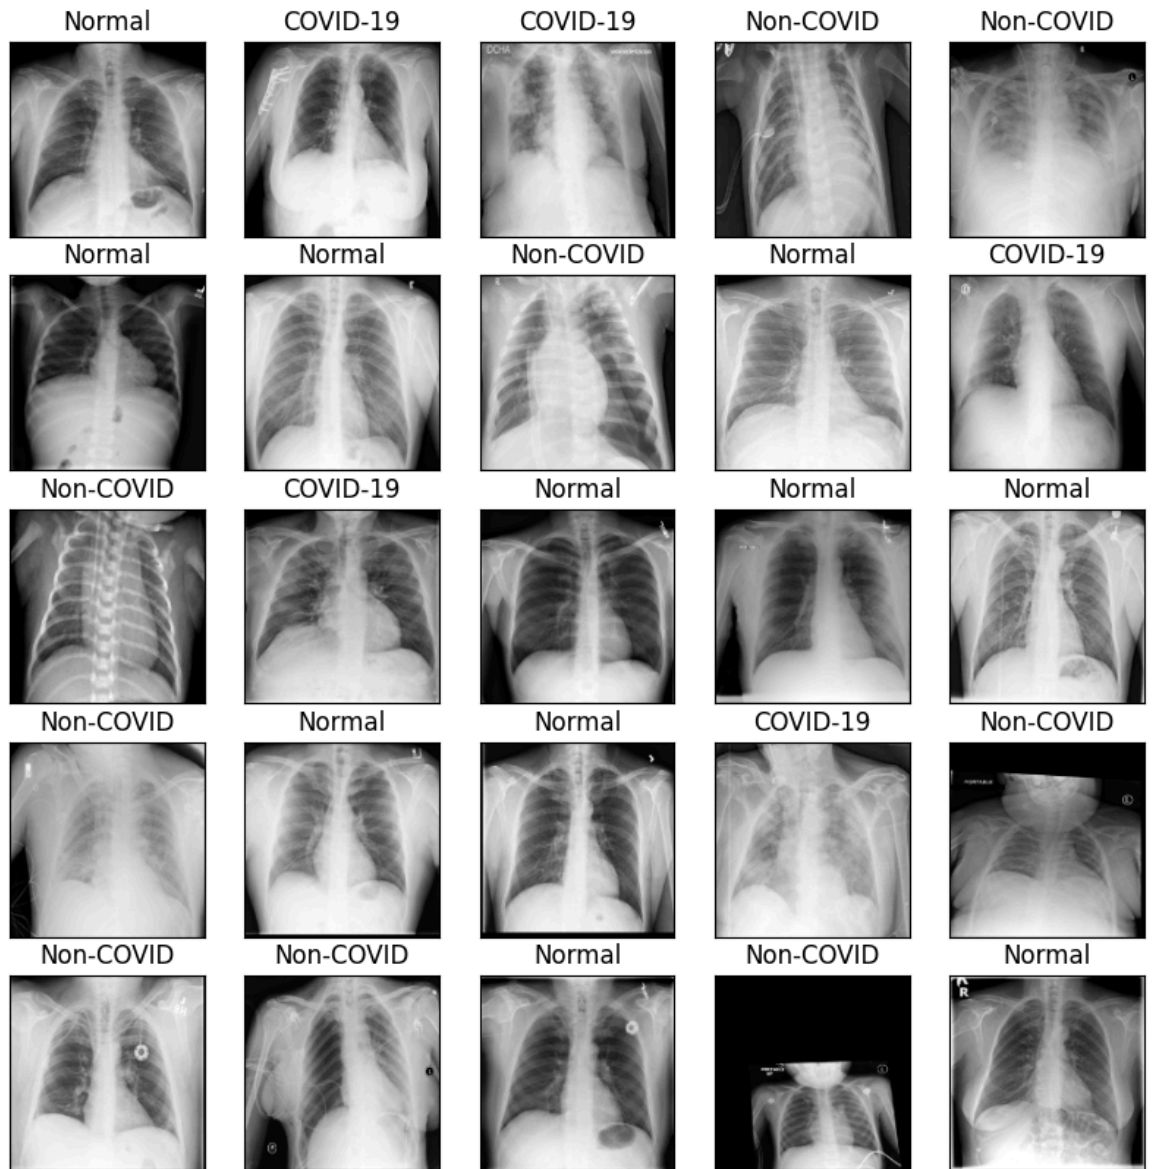 Normal COVID-19 COVID-19 Non-COVID Non-COVID
DCHA
L
Normal Normal Non-COVID Normal COVID-19
Non-COVID COVID-19 Normal Normal Normal
Non-COVID Normal Normal COVID-19 Non-COVID
PORTABLE
L
Non-COVID Non-COVID Normal Non-COVID Normal
R